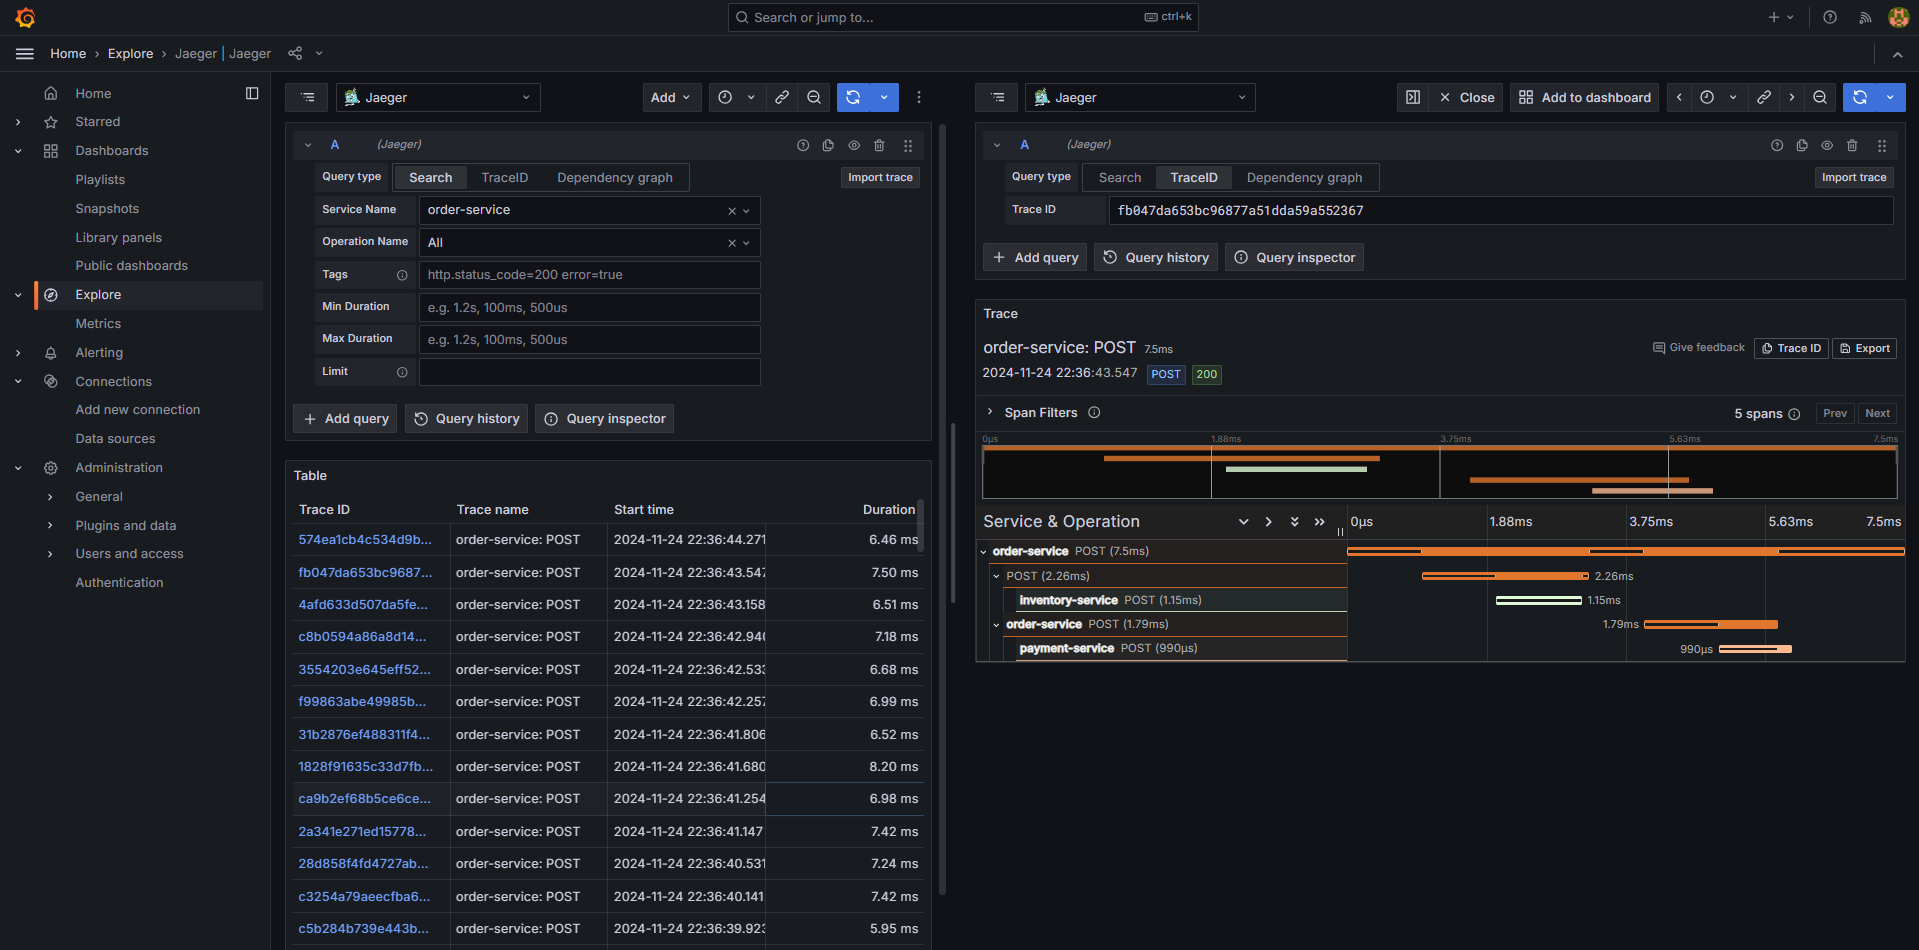 Search or jump to...
ctrl+k
Home › Explore › Jaeger | Jaeger
Home
Starred
Dashboards
Playlists
Snapshots
Library panels
Public dashboards
Explore
Metrics
Alerting
Connections
Add new connection
Data sources
Administration
General
Plugins and data
Users and access
Authentication
Jaeger
Add
A (Jaeger)
Query type Search TraceID Dependency graph Import trace
Service Name order-service
Operation Name All
Tags http.status_code=200 error=true
Min Duration e.g. 1.2s, 100ms, 500us
Max Duration e.g. 1.2s, 100ms, 500us
Limit
+ Add query Query history Query inspector
Table
Trace ID Trace name Start time Duration
574ea1cb4c534d9b... order-service: POST 2024-11-24 22:36:44.271 6.46 ms
fb047da653bc9687... order-service: POST 2024-11-24 22:36:43.547 7.50 ms
4afd633d507da5fe... order-service: POST 2024-11-24 22:36:43.158 6.51 ms
c8b0594a86a8d14... order-service: POST 2024-11-24 22:36:42.940 7.18 ms
3554203e645eff52... order-service: POST 2024-11-24 22:36:42.533 6.68 ms
f99863abe49985b... order-service: POST 2024-11-24 22:36:42.257 6.99 ms
31b2876ef488311f4... order-service: POST 2024-11-24 22:36:41.806 6.52 ms
1828f91635c33d7fb... order-service: POST 2024-11-24 22:36:41.680 8.20 ms
ca9b2ef68b5ce6ce... order-service: POST 2024-11-24 22:36:41.254 6.98 ms
2a341e271ed15778... order-service: POST 2024-11-24 22:36:41.147 7.42 ms
28d858f4fd4727ab... order-service: POST 2024-11-24 22:36:40.531 7.24 ms
c3254a79aeecfba6... order-service: POST 2024-11-24 22:36:40.141 7.42 ms
c5b284b739e443b... order-service: POST 2024-11-24 22:36:39.923 5.95 ms
Jaeger
Close Add to dashboard
A (Jaeger)
Query type Search TraceID Dependency graph Import trace
Trace ID fb047da653bc96877a51dda59a552367
+ Add query Query history Query inspector
Trace
order-service: POST 7.5ms Give feedback Trace ID Export
2024-11-24 22:36:43.547 POST 200
Span Filters 5 spans Prev Next
0µs 1.88ms 3.75ms 5.63ms 7.5ms
Service & Operation 0µs 1.88ms 3.75ms 5.63ms 7.5ms
order-service POST (7.5ms)
POST (2.26ms) 2.26ms
inventory-service POST (1.15ms) 1.15ms
order-service POST (1.79ms) 1.79ms
payment-service POST (990µs) 990µs